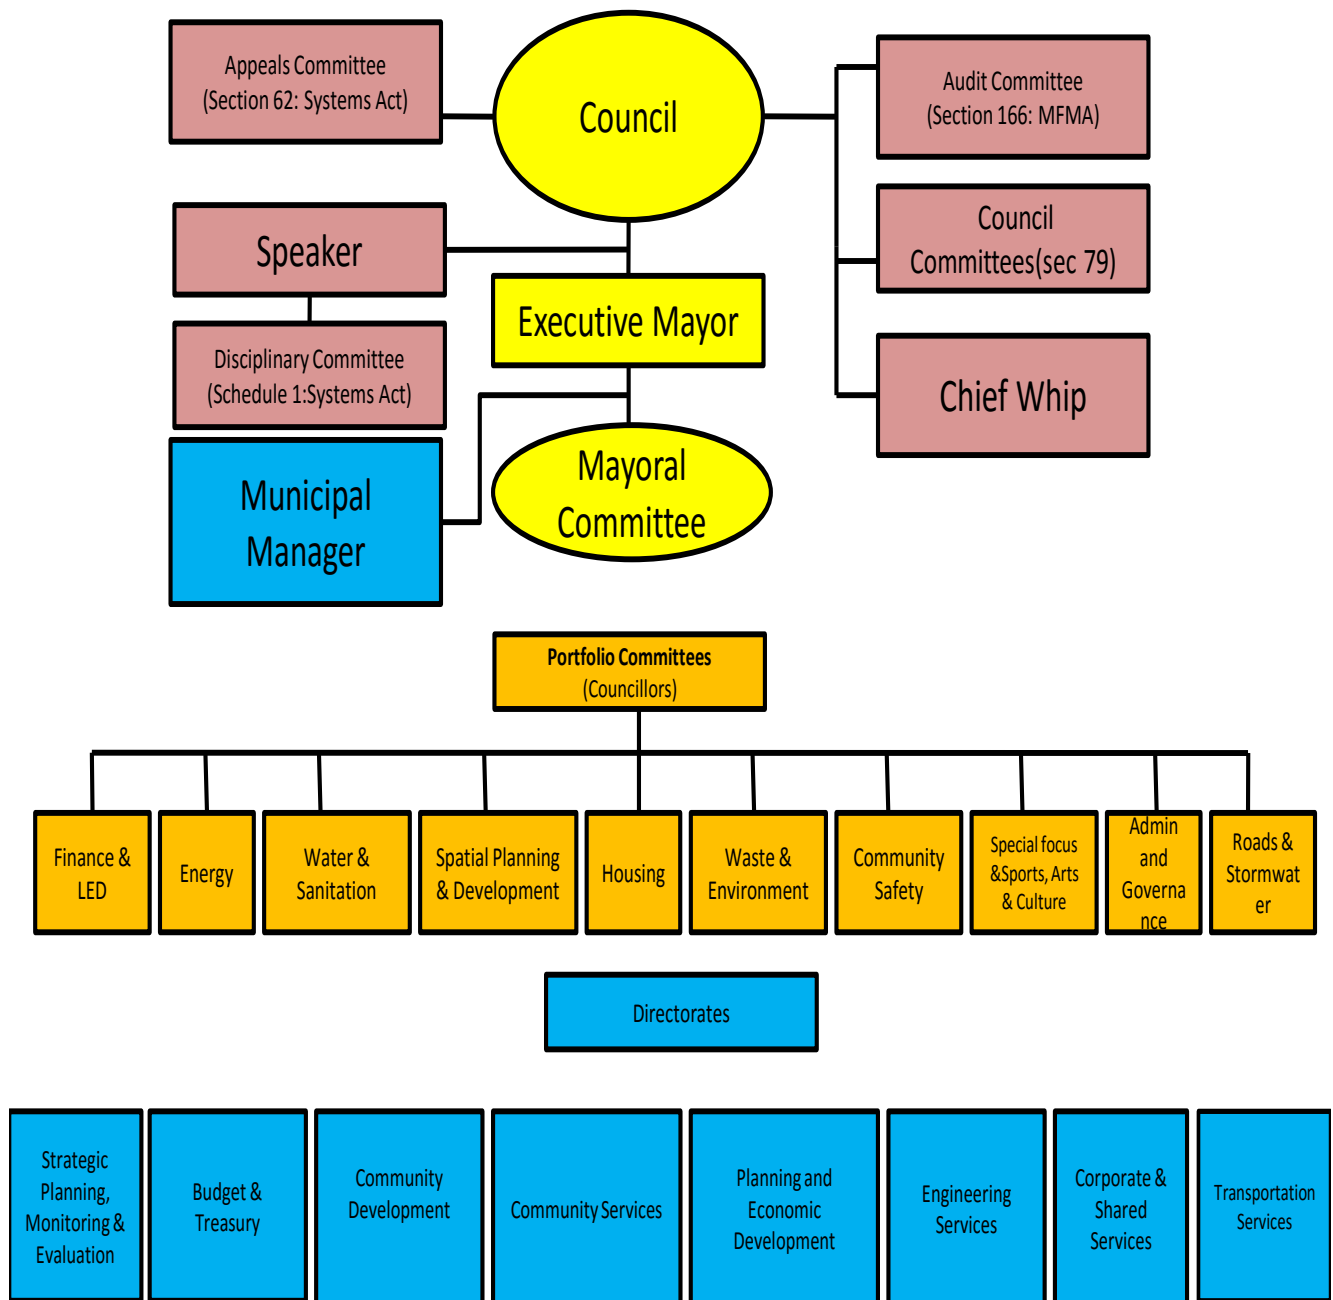 Appeals Committee
(Section 62: Systems Act)
Council
Audit Committee
(Section 166: MFMA)
Speaker
Council
Committees(sec 79)
Executive Mayor
Disciplinary Committee
(Schedule 1:Systems Act)
Chief Whip
Municipal
Manager
Mayoral
Committee
Portfolio Committees
(Councillors)
Finance &
LED
Energy
Water &
Sanitation
Spatial Planning
& Development
Housing
Waste &
Environment
Community
Safety
Special focus
&Sports, Arts
& Culture
Admin
and
Governa
nce
Roads &
Stormwat
er
Directorates
Strategic
Planning,
Monitoring &
Evaluation
Budget &
Treasury
Community
Development
Community Services
Planning and
Economic
Development
Engineering
Services
Corporate &
Shared
Services
Transportation
Services